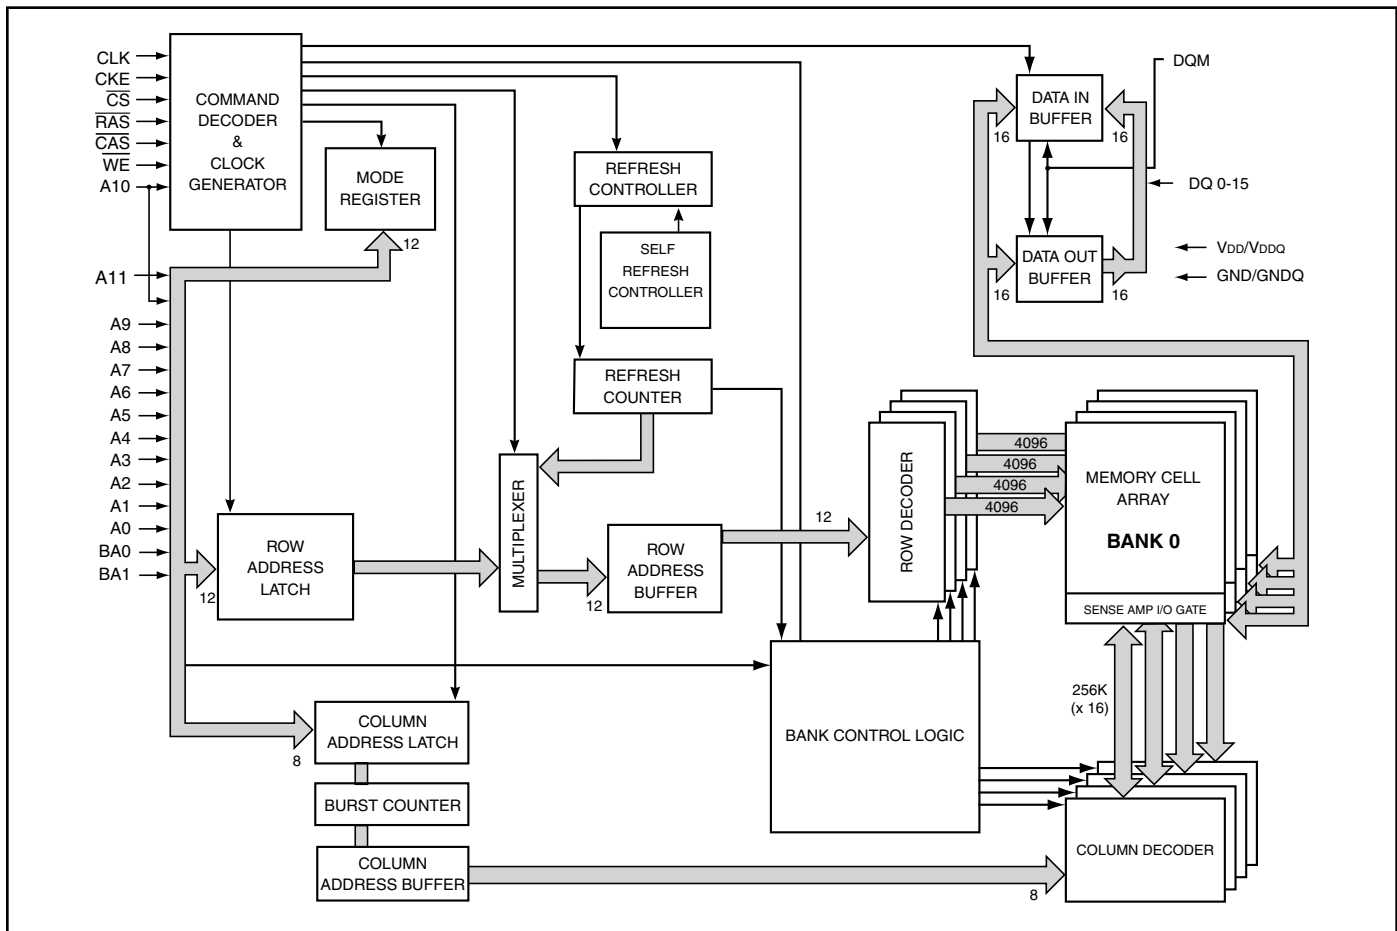 CLK
CKE
CS
RAS
CAS
WE
A10
A11
A9
A8
A7
A6
A5
A4
A3
A2
A1
A0
BA0
BA1
COMMAND
DECODER
&
CLOCK
GENERATOR
MODE
REGISTER
12
REFRESH
CONTROLLER
SELF
REFRESH
CONTROLLER
REFRESH
COUNTER
DATA IN
BUFFER
16
16
DQM
DQ 0-15
DATA OUT
BUFFER
16
16
VDD/VDDQ
GND/GNDQ
ROW
ADDRESS
LATCH
12
MULTIPLEXER
12
ROW
ADDRESS
BUFFER
12
ROW DECODER
4096
4096
4096
4096
MEMORY CELL
ARRAY
BANK 0
SENSE AMP I/O GATE
256K
(x 16)
BANK CONTROL LOGIC
COLUMN
ADDRESS LATCH
8
BURST COUNTER
COLUMN
ADDRESS BUFFER
8
COLUMN DECODER